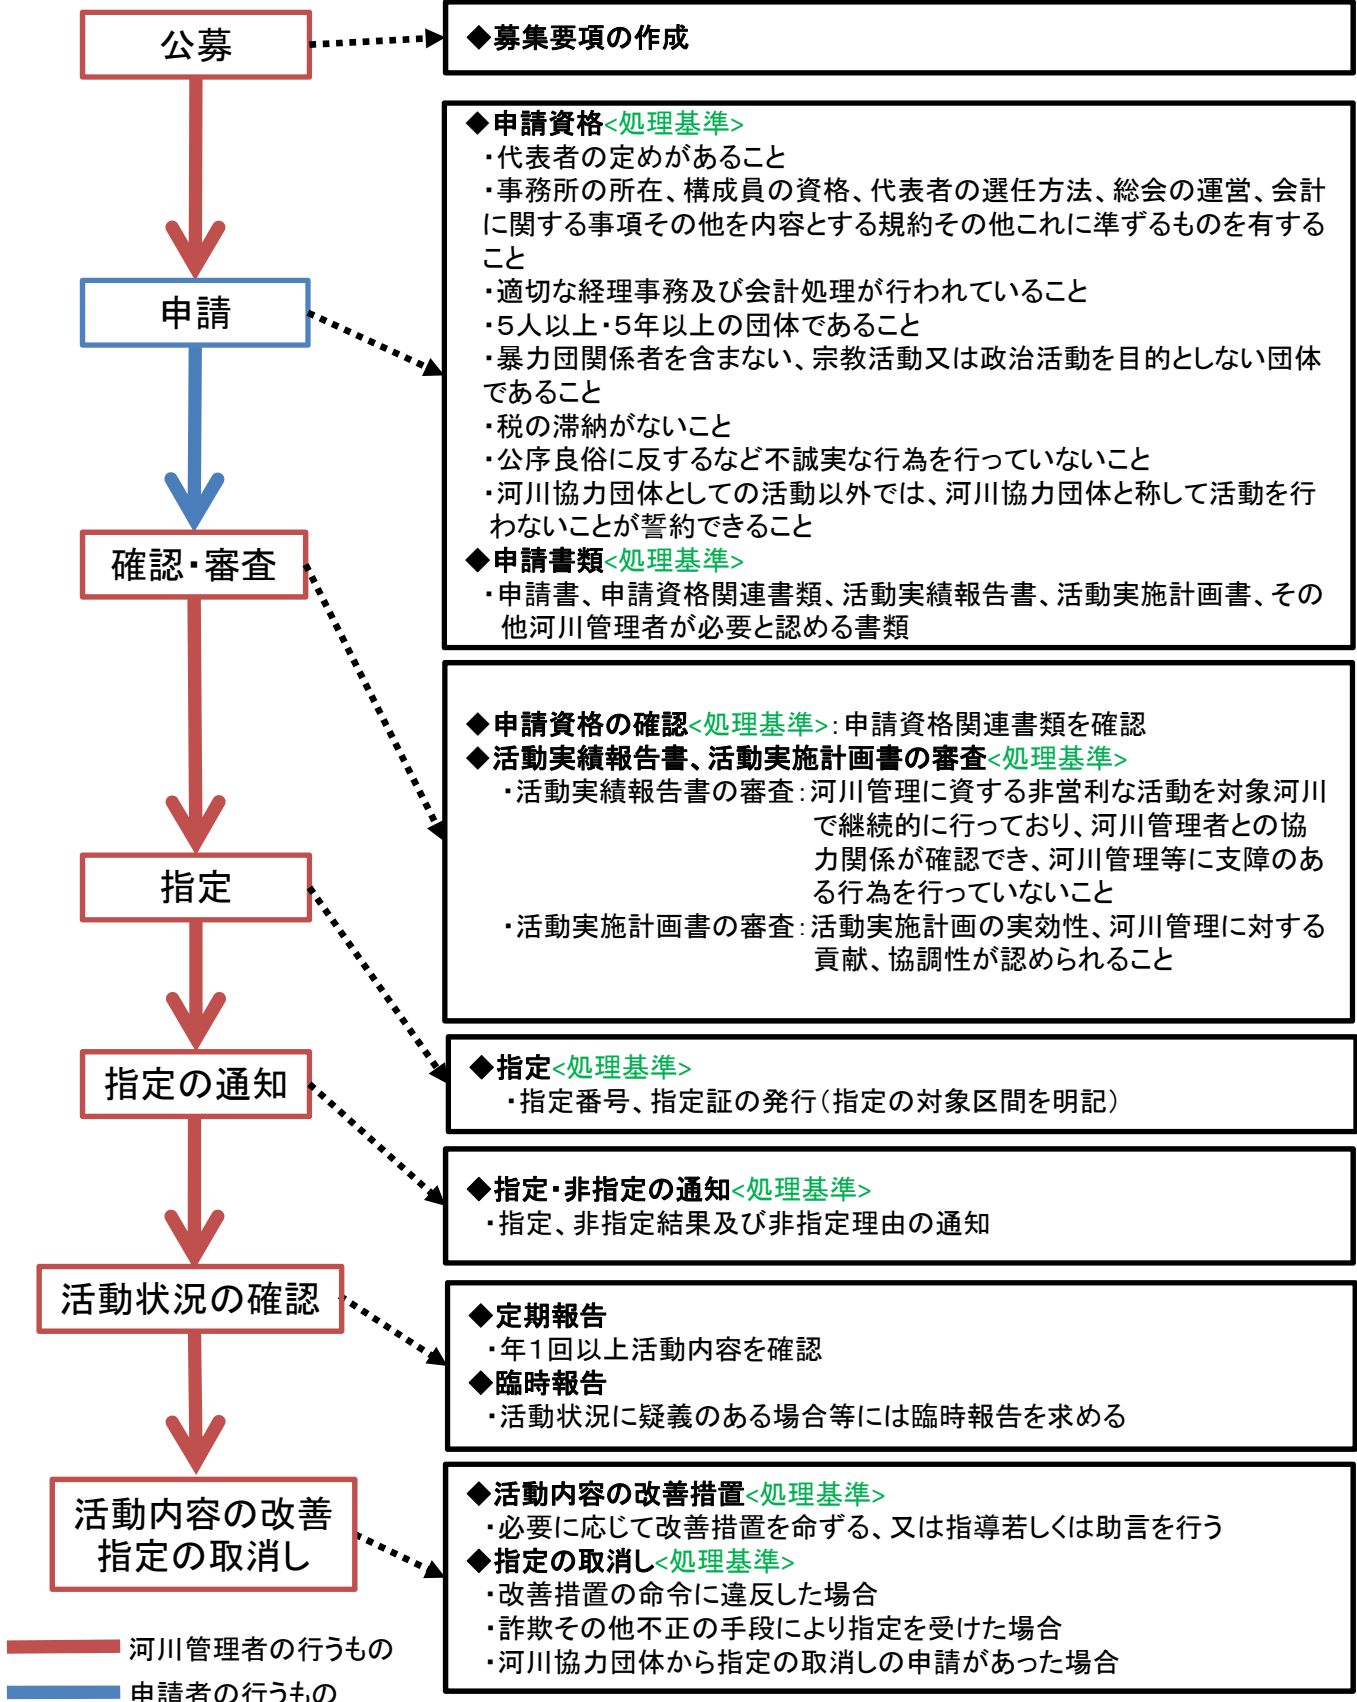 公募
◆募集要項の作成
申請
◆申請資格<処理基準>
・代表者の定めがあること
・事務所の所在、構成員の資格、代表者の選任方法、総会の運営、会計
に関する事項その他を内容とする規約その他これに準ずるものを有する
こと
・適切な経理事務及び会計処理が行われていること
・５人以上・５年以上の団体であること
・暴力団関係者を含まない、宗教活動又は政治活動を目的としない団体
であること
・税の滞納がないこと
・公序良俗に反するなど不誠実な行為を行っていないこと
・河川協力団体としての活動以外では、河川協力団体と称して活動を行
わないことが誓約できること
◆申請書類<処理基準>
・申請書、申請資格関連書類、活動実績報告書、活動実施計画書、その
他河川管理者が必要と認める書類
確認・審査
◆申請資格の確認<処理基準>：申請資格関連書類を確認
◆活動実績報告書、活動実施計画書の審査<処理基準>
・活動実績報告書の審査：河川管理に資する非営利な活動を対象河川
で継続的に行っており、河川管理者との協
力関係が確認でき、河川管理等に支障のあ
る行為を行っていないこと
・活動実施計画書の審査：活動実施計画の実効性、河川管理に対する
貢献、協調性が認められること
指定
◆指定<処理基準>
・指定番号、指定証の発行（指定の対象区間を明記）
指定の通知
◆指定・非指定の通知<処理基準>
・指定、非指定結果及び非指定理由の通知
活動状況の確認
◆定期報告
・年１回以上活動内容を確認
◆臨時報告
・活動状況に疑義のある場合等には臨時報告を求める
活動内容の改善
指定の取消し
◆活動内容の改善措置<処理基準>
・必要に応じて改善措置を命ずる、又は指導若しくは助言を行う
◆指定の取消し<処理基準>
・改善措置の命令に違反した場合
・詐欺その他不正の手段により指定を受けた場合
・河川協力団体から指定の取消しの申請があった場合
河川管理者の行うもの
申請者の行うもの